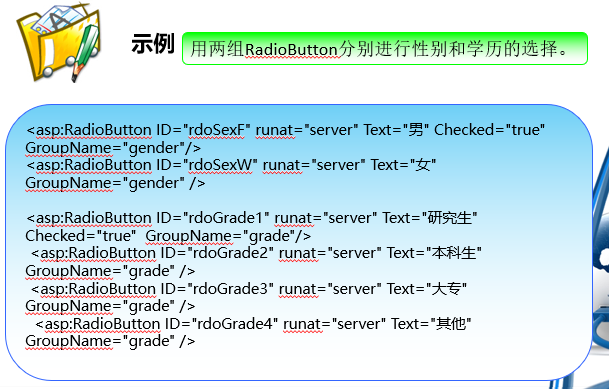 示例
用两组RadioButton分别进行性别和学历的选择。
<asp:RadioButton ID="rdoSexF" runat="server" Text="男" Checked="true"
GroupName="gender"/>
<asp:RadioButton ID="rdoSexW" runat="server" Text="女"
GroupName="gender" />
<asp:RadioButton ID="rdoGrade1" runat="server" Text="研究生"
Checked="true"  GroupName="grade"/>
<asp:RadioButton ID="rdoGrade2" runat="server" Text="本科生"
GroupName="grade" />
<asp:RadioButton ID="rdoGrade3" runat="server" Text="大专"
GroupName="grade" />
<asp:RadioButton ID="rdoGrade4" runat="server" Text="其他"
GroupName="grade" />